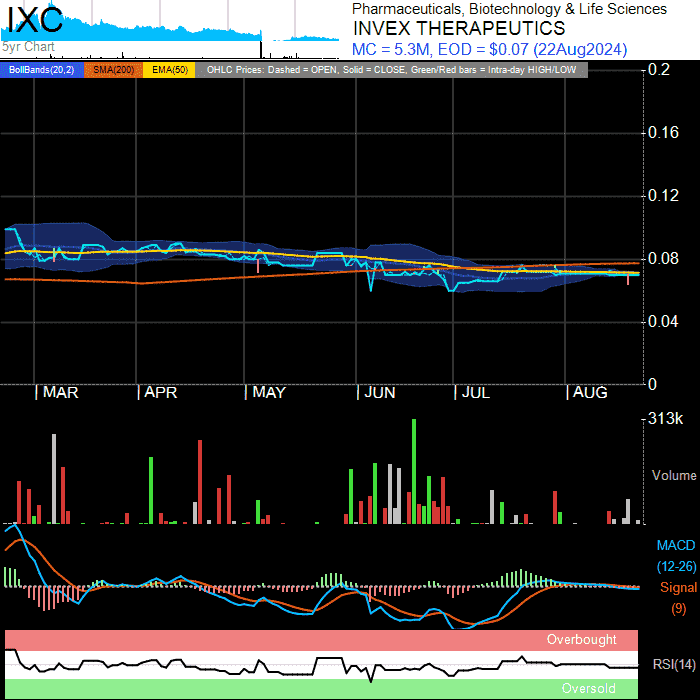 IXC
5yr Chart
Pharmaceuticals, Biotechnology & Life Sciences
INVEX THERAPEUTICS
MC = 5.3M, EOD = $0.07 (22Aug2024)
BollBands(20,2) SMA(200) EMA(50) OHLC Prices: Dashed = OPEN, Solid = CLOSE, Green/Red bars = Intra-day HIGH/LOW
0.2
0.16
0.12
0.08
0.04
0
| MAR | APR | MAY | JUN | JUL | AUG
313k
Volume
MACD
(12-26)
Signal
(9)
Overbought
RSI(14)
Oversold